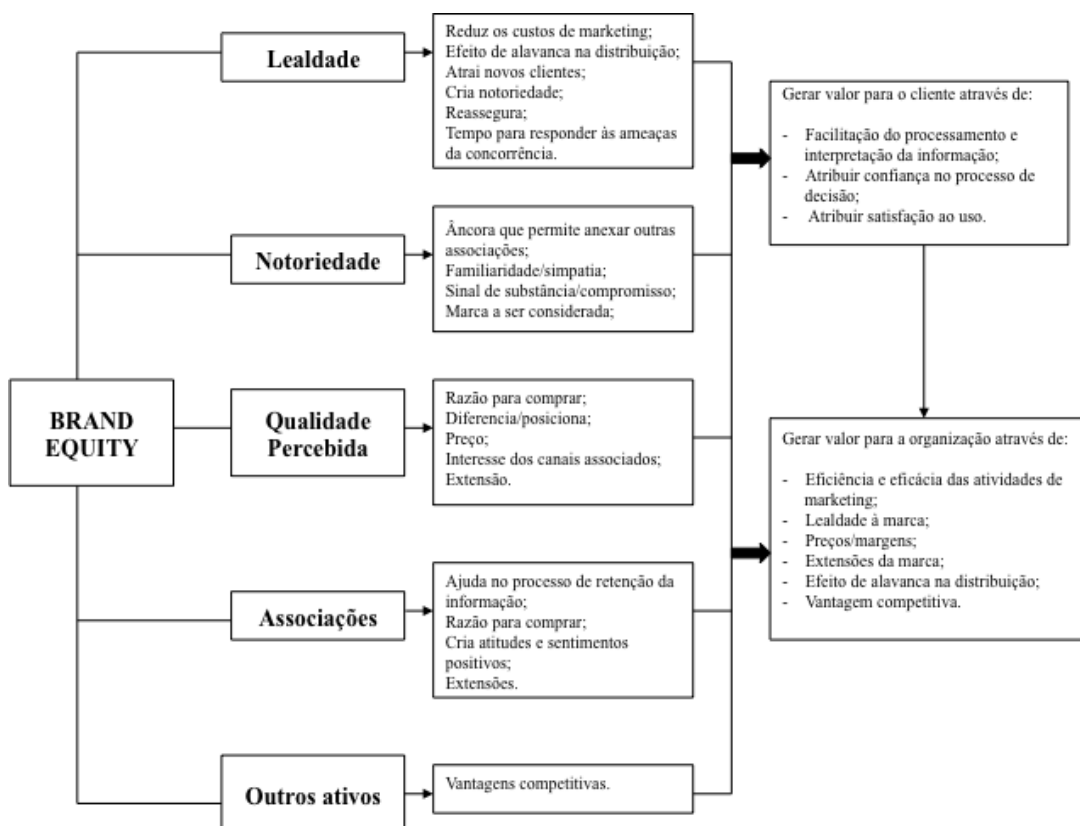 Lealdade
Reduz os custos de marketing;
Efeito de alavanca na distribuição;
Atrai novos clientes;
Cria notoriedade;
Reassegura;
Tempo para responder às ameaças
da concorrência.
Notoriedade
Âncora que permite anexar outras
associações;
Familiaridade/simpatia;
Sinal de substância/compromisso;
Marca a ser considerada;
BRAND
EQUITY
Qualidade
Percebida
Razão para comprar;
Diferencia/posiciona;
Preço;
Interesse dos canais associados;
Extensão.
Associações
Ajuda no processo de retenção da
informação;
Razão para comprar;
Cria atitudes e sentimentos
positivos;
Extensões.
Outros ativos
Vantagens competitivas.
Gerar valor para o cliente através de:
- Facilitação do processamento e
interpretação da informação;
- Atribuir confiança no processo de
decisão;
- Atribuir satisfação ao uso.
Gerar valor para a organização através de:
- Eficiência e eficácia das atividades de
marketing;
- Lealdade à marca;
- Preços/margens;
- Extensões da marca;
- Efeito de alavanca na distribuição;
- Vantagem competitiva.